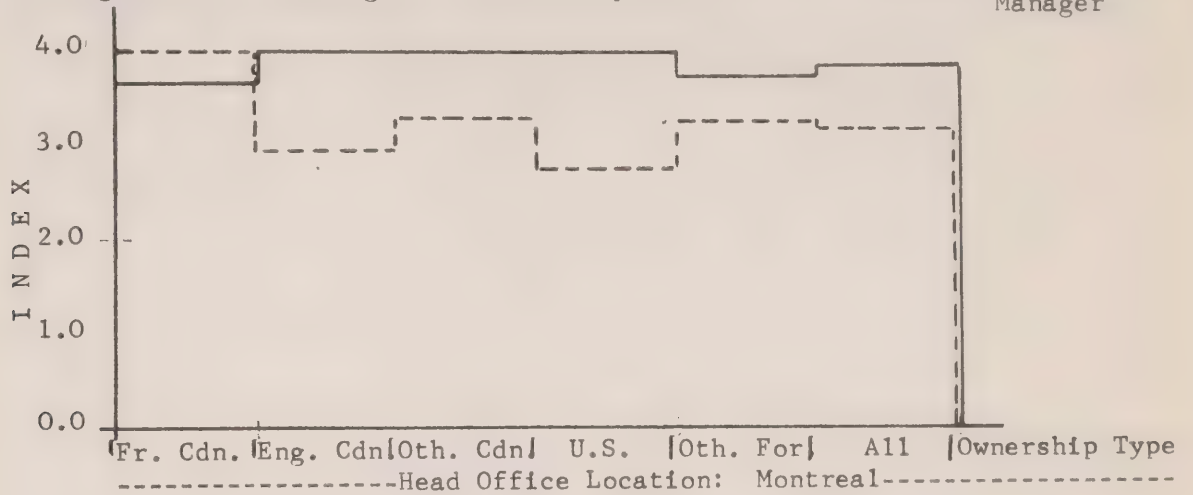 Manager
4.0
3.0
INDEX
2.0
1.0
0.0
Fr. Cdn. Eng. Cdn Oth. Cdn U.S. Oth. For All Ownership Type
Head Office Location: Montreal